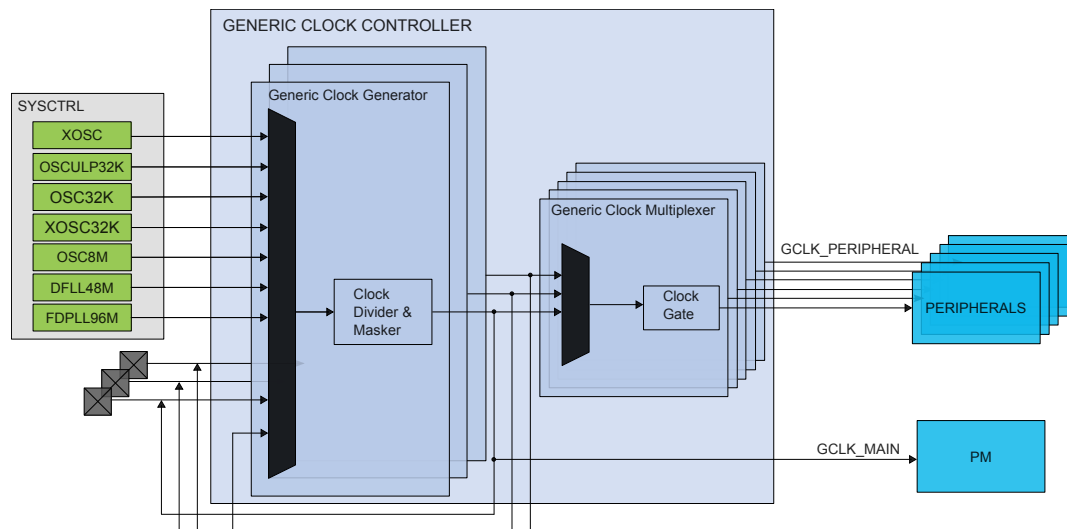 GENERIC CLOCK CONTROLLER
Generic Clock Generator
SYSCTRL
XOSC
OSCULP32K
OSC32K
XOSC32K
OSC8M
DFLL48M
FDPLL96M
Clock
Divider &
Masker
Generic Clock Multiplexer
Clock
Gate
GCLK_PERIPHERAL
PERIPHERALS
GCLK_MAIN
PM